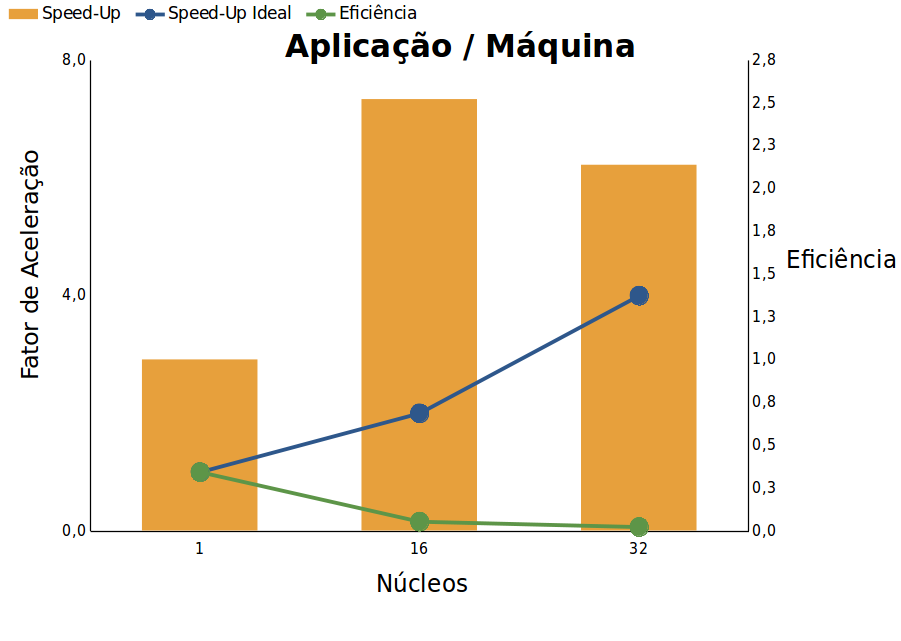 Speed-Up Speed-Up Ideal Eficiência
Aplicação / Máquina
8,0
4,0
0,0
Fator de Aceleração
2,8
2,5
2,3
2,0
1,8
1,5
1,3
1,0
0,8
0,5
0,3
0,0
Eficiência
1 16 32
Núcleos